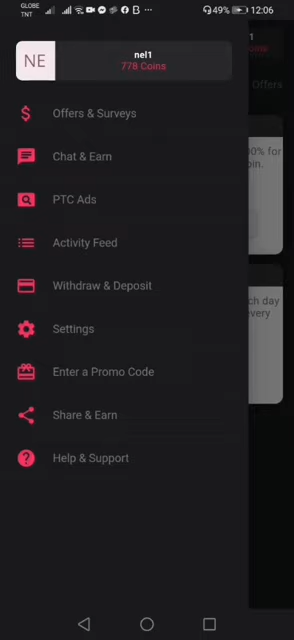 GLOBE
TNT
49%
12:06
NE
nel1
778 Coins
Offers & Surveys
Chat & Earn
PTC Ads
Activity Feed
Withdraw & Deposit
Settings
Enter a Promo Code
Share & Earn
Help & Support
Offers